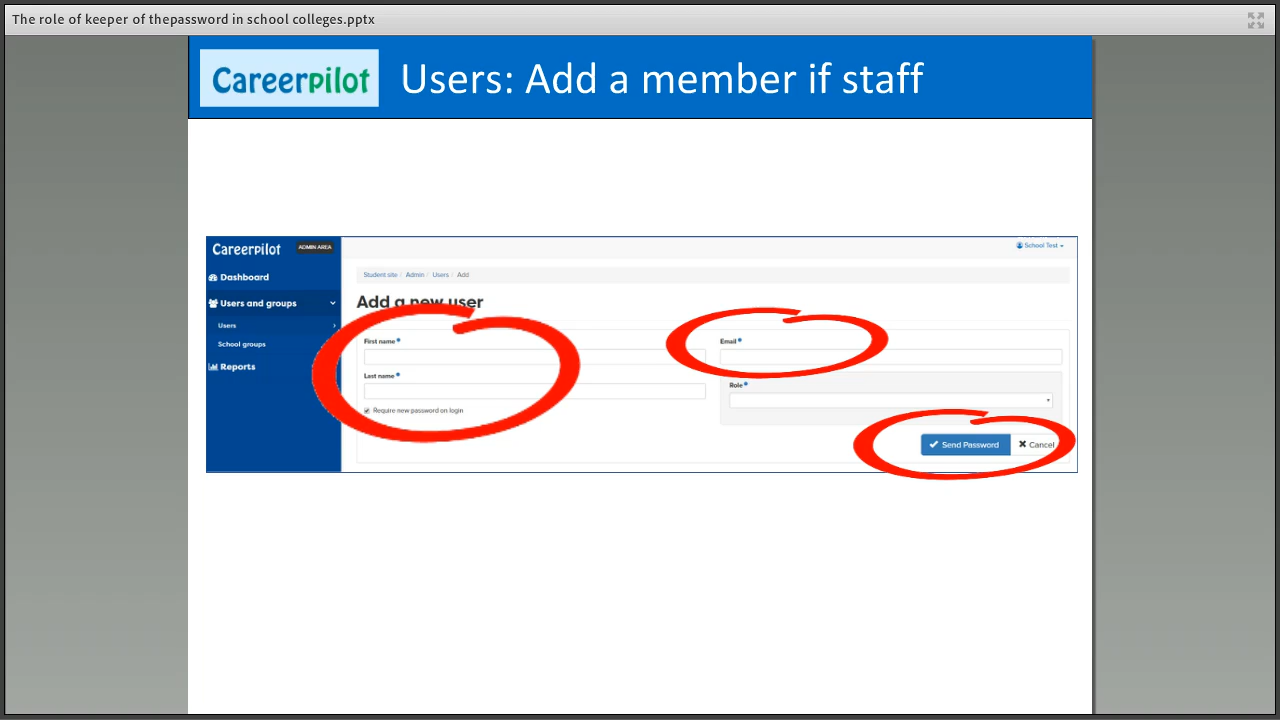 The role of keeper of thepassword in school colleges.pptx
Careerpilot Users: Add a member if staff
Careerpilot ADMIN AREA
School Test
Dashboard
Student site / Admin / Users / Add
Users and groups
Add a new user
Users
School groups
Reports
First name
Email
Last name
Role
Require new password on login
Send Password
Cancel